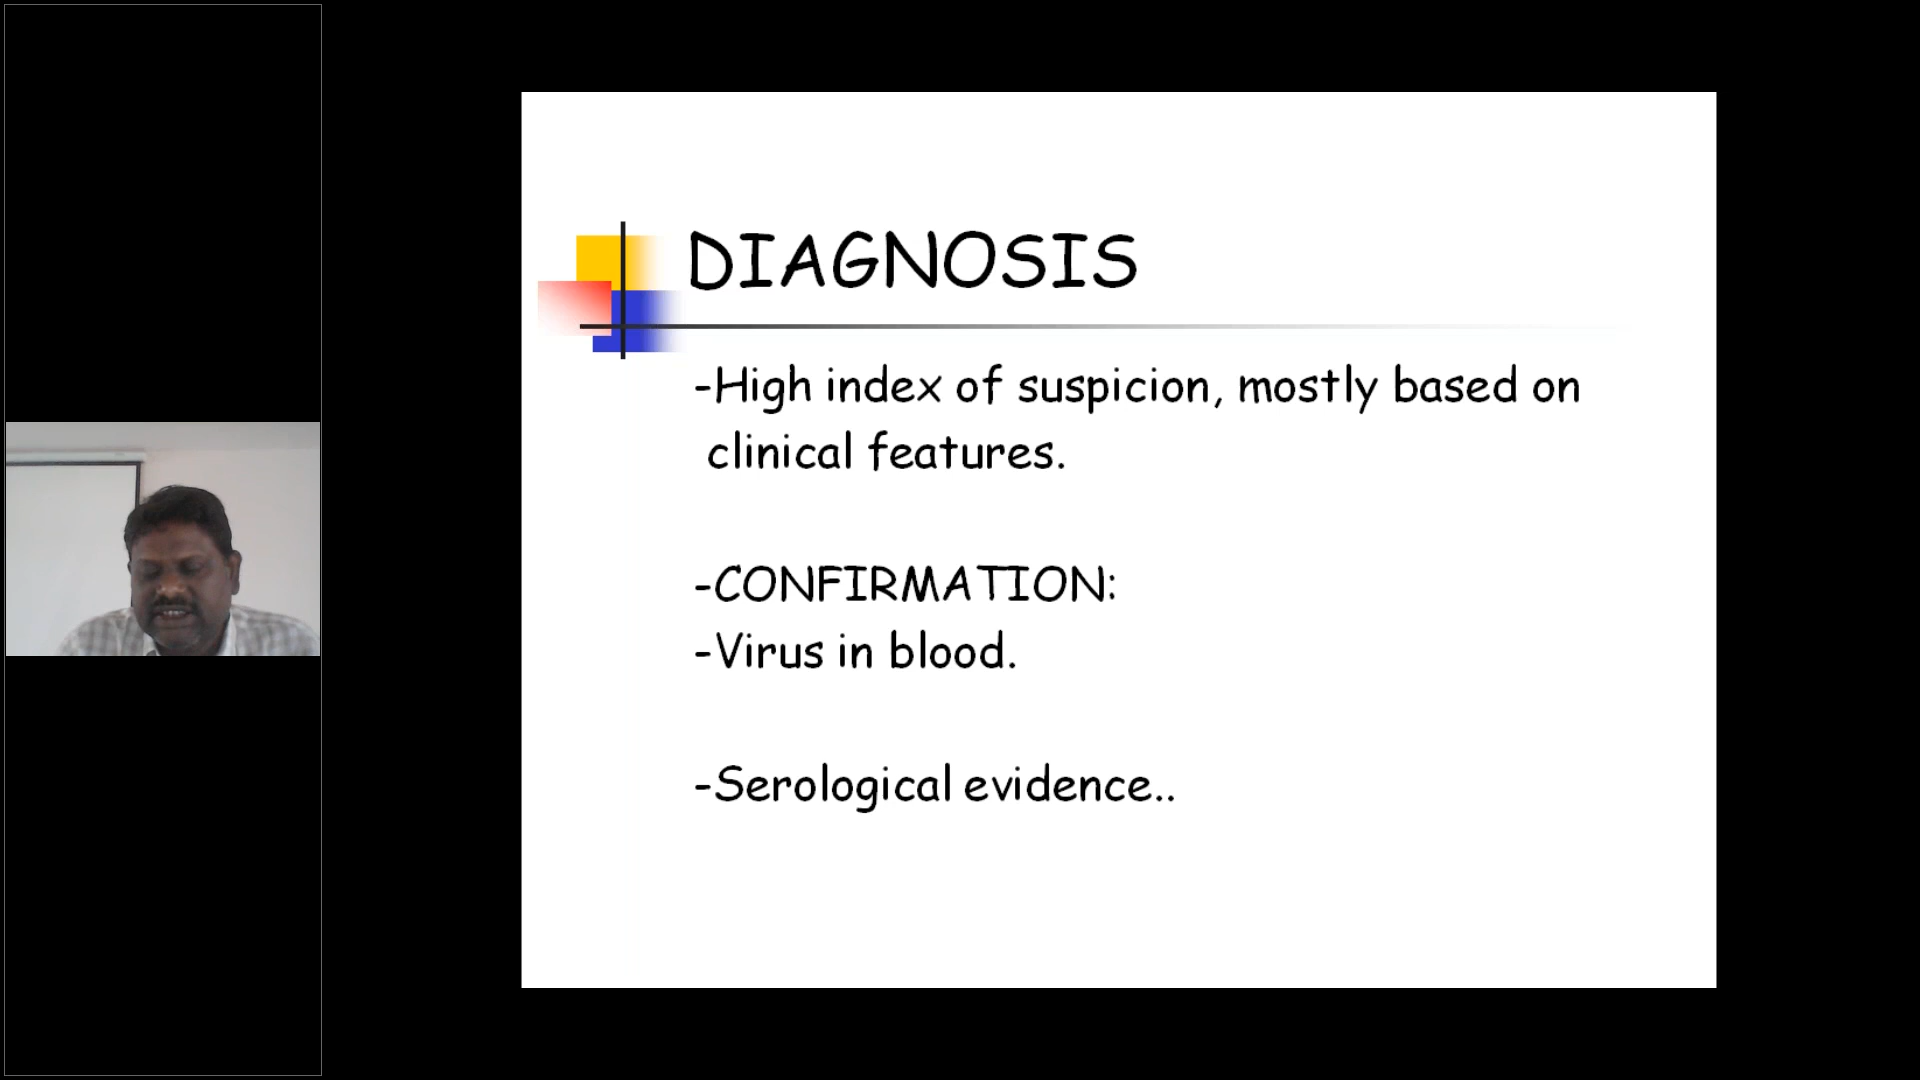 DIAGNOSIS
-High index of suspicion, mostly based on
clinical features.
-CONFIRMATION:
-Virus in blood.
-Serological evidence..